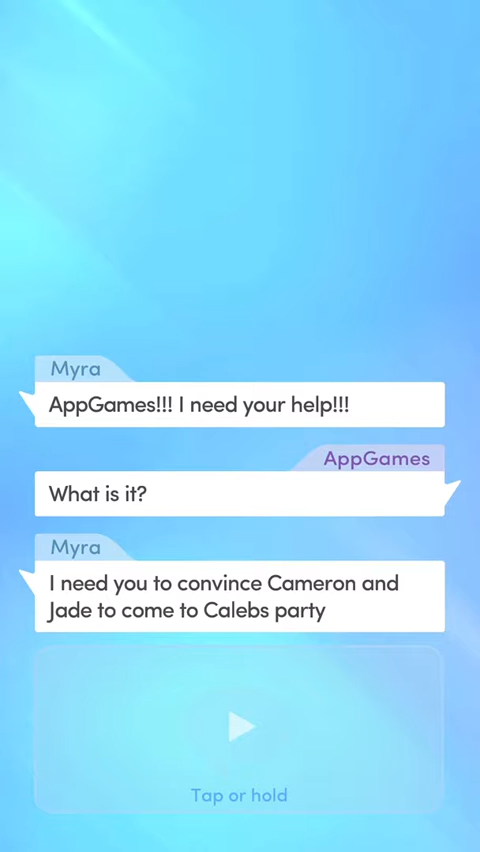 Myra
AppGames!!! I need your help!!!
AppGames
What is it?
Myra
I need you to convince Cameron and
Jade to come to Calebs party
Tap or hold